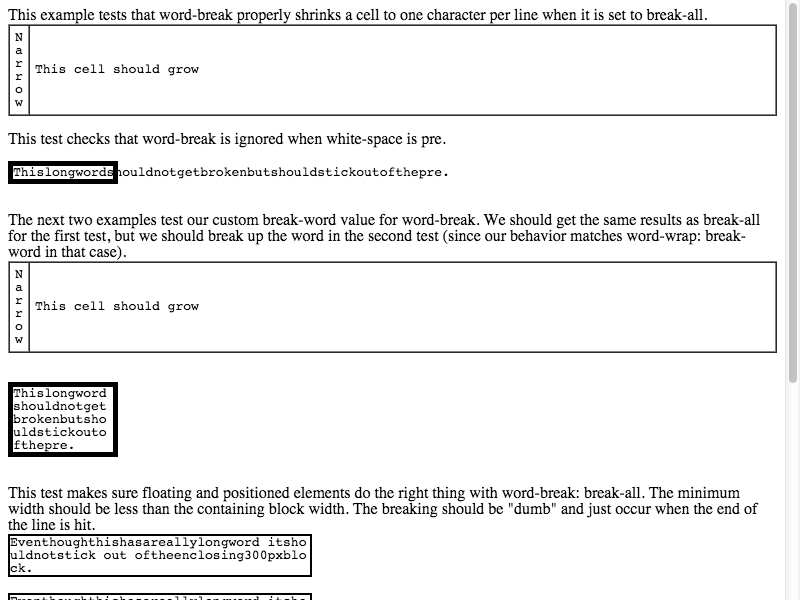 This example tests that word-break properly shrinks a cell to one character per line when it is set to break-all.
N
a
r
r
o
w
This cell should grow
This test checks that word-break is ignored when white-space is pre.
Thislongwordshouldnotgetbrokenbutshouldstickoutofthepre.
The next two examples test our custom break-word value for word-break. We should get the same results as break-all
for the first test, but we should break up the word in the second test (since our behavior matches word-wrap: break-
word in that case).
N
a
r
r
o
w
This cell should grow
Thislongword
shouldnotget
brokenbutsho
uldstickouto
fthepre.
This test makes sure floating and positioned elements do the right thing with word-break: break-all. The minimum
width should be less than the containing block width. The breaking should be "dumb" and just occur when the end of
the line is hit.
Eventhoughthishasareallylongword itsho
uldnotstick out oftheenclosing300pxblo
ck.